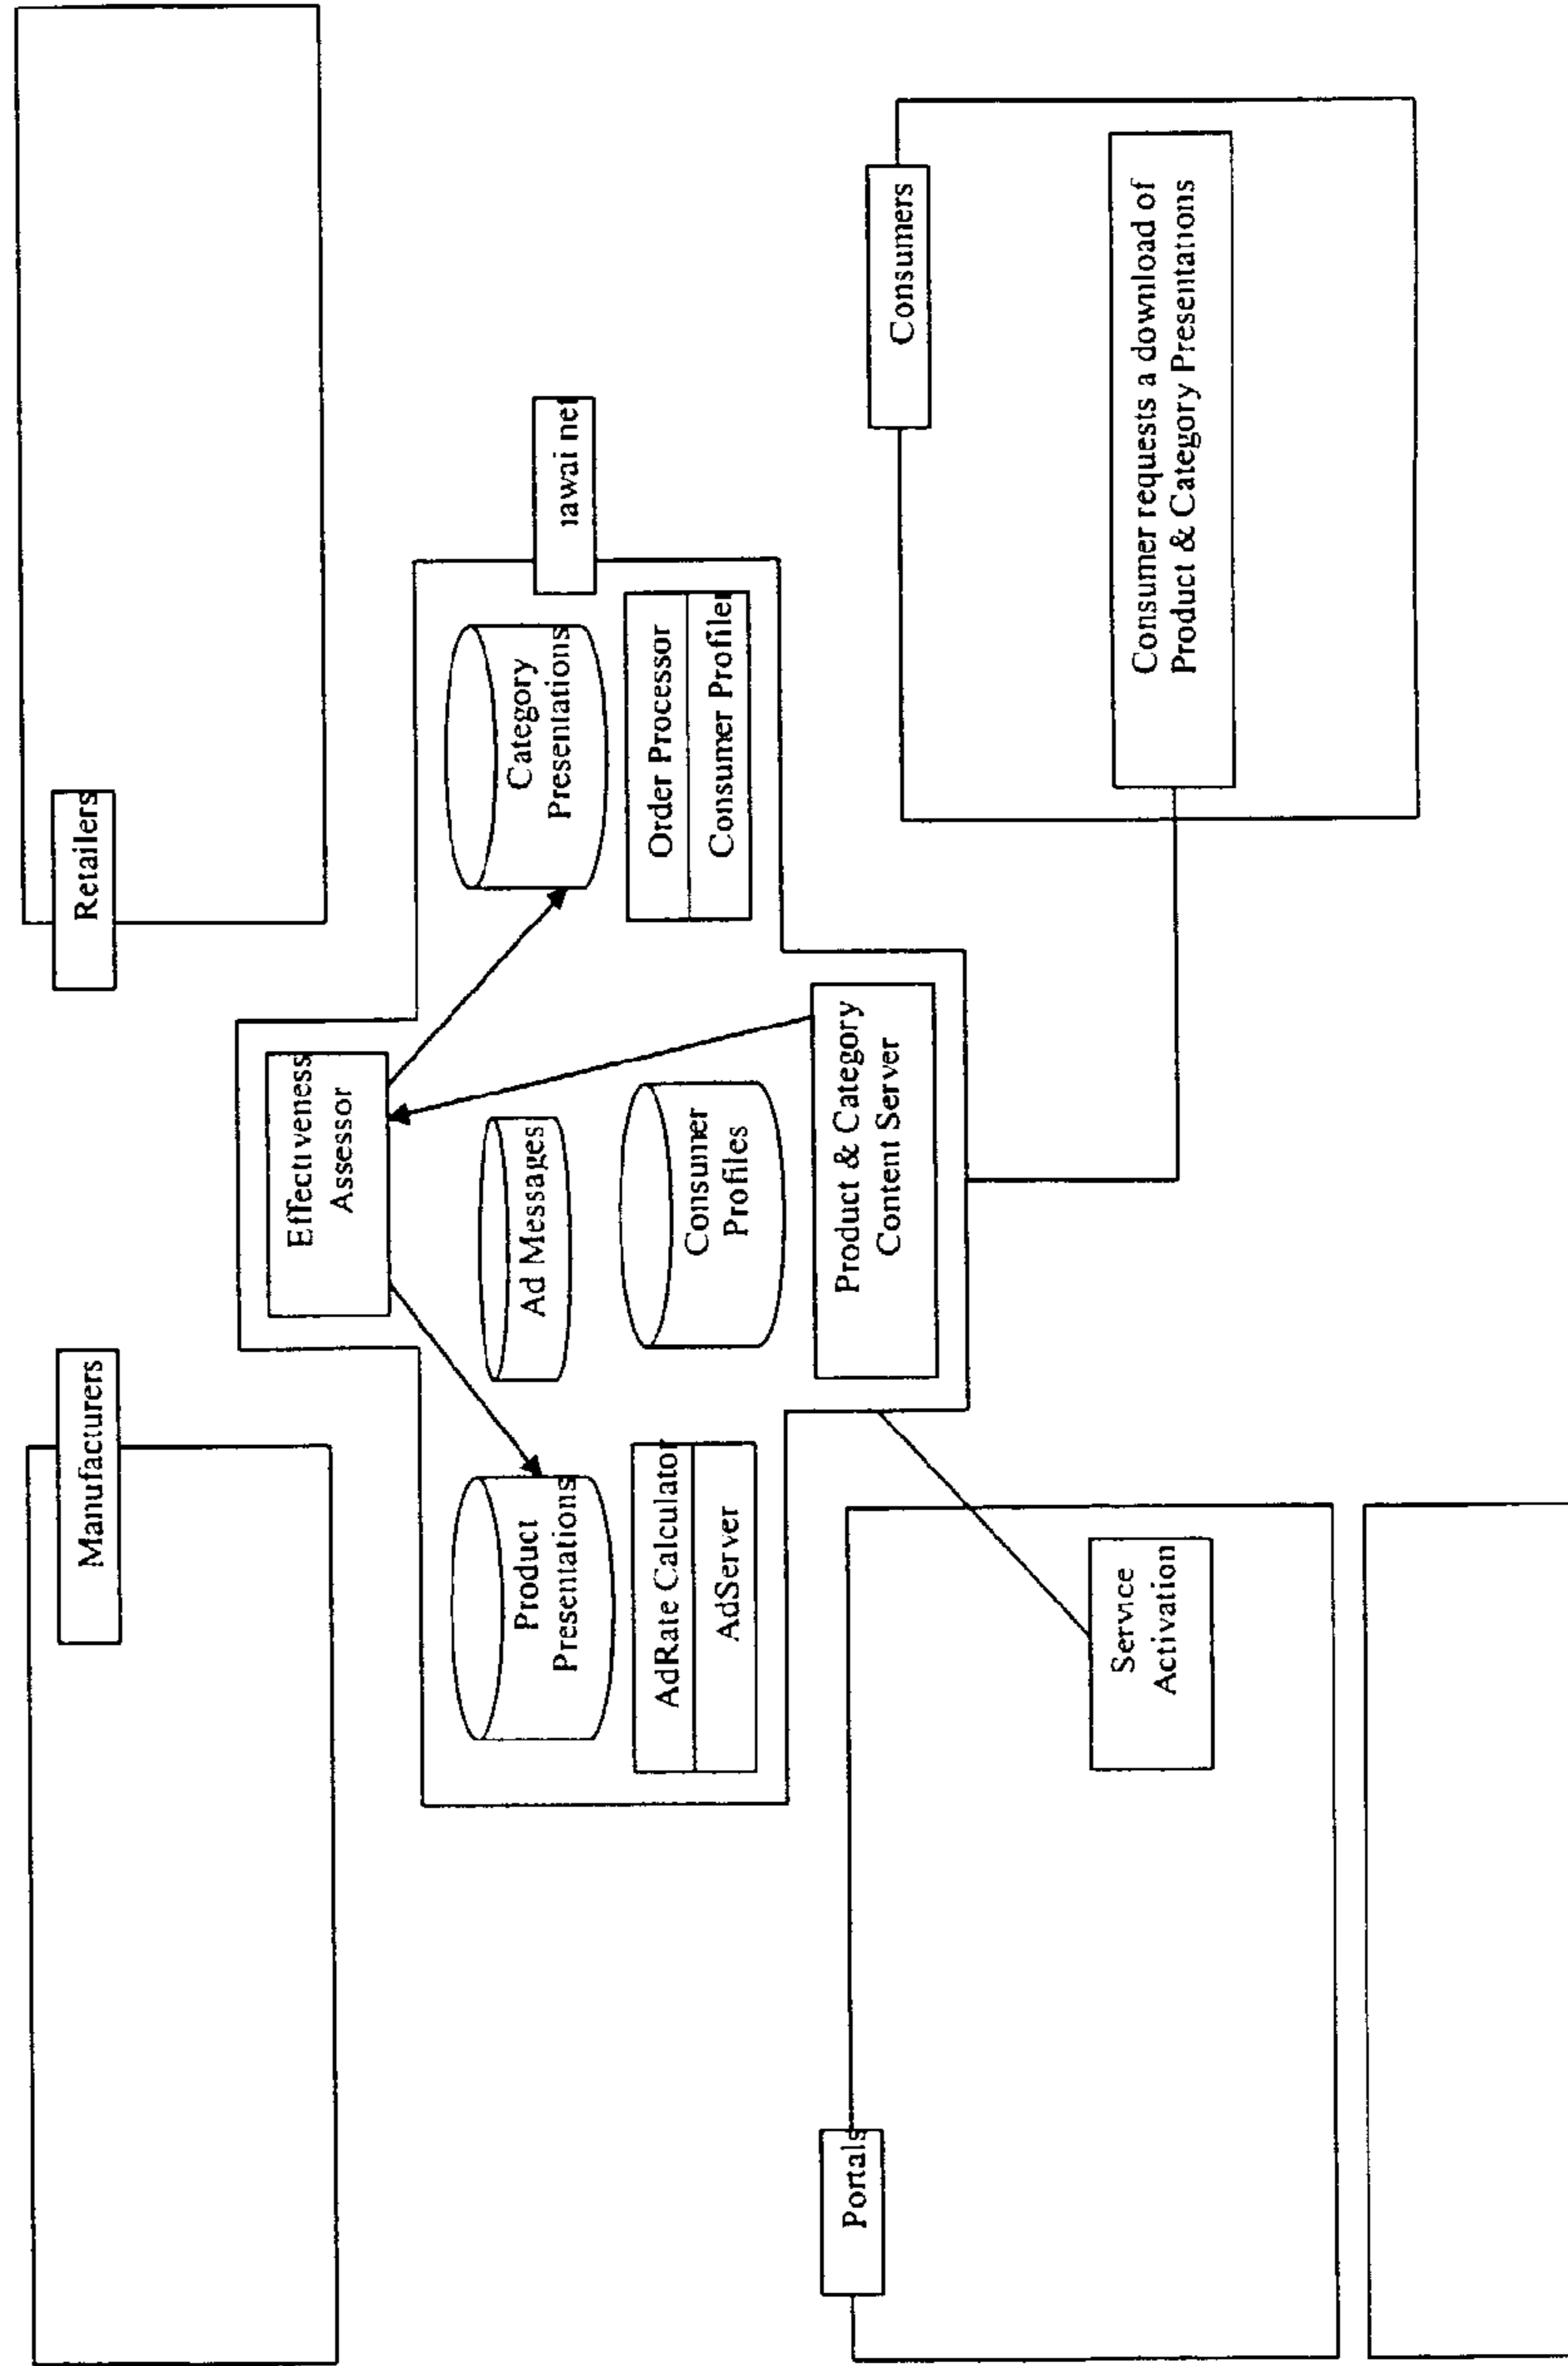 Manufacturers
Retailers
Effectiveness
Assessor
Product
Presentations
Ad Messages
Category
Presentations
net
AdRate Calculator
AdServer
Consumer
Profiles
Order Processor
Consumer Profiler
Product & Category
Content Server
Portals
Service
Activation
Consumers
Consumer requests a download of
Product & Category Presentations